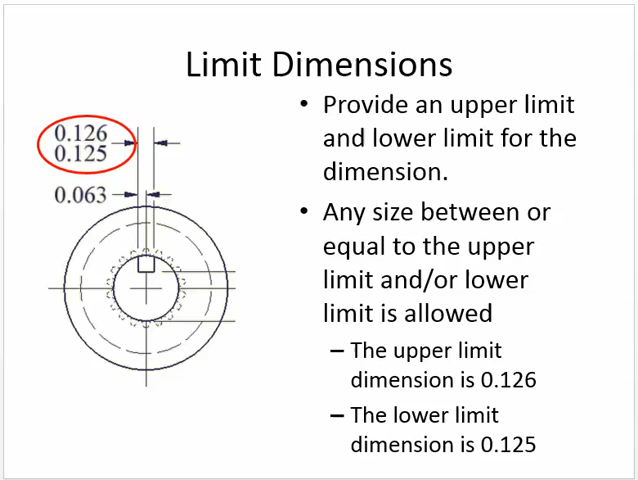 Limit Dimensions
0.126
0.125
0.063
• Provide an upper limit
and lower limit for the
dimension.
• Any size between or
equal to the upper
limit and/or lower
limit is allowed
– The upper limit
dimension is 0.126
– The lower limit
dimension is 0.125